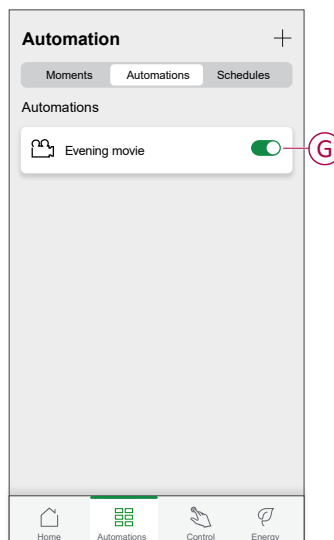 Automation
Moments Automations Schedules
Automations
Evening movie
G
Home Automations Control Energy